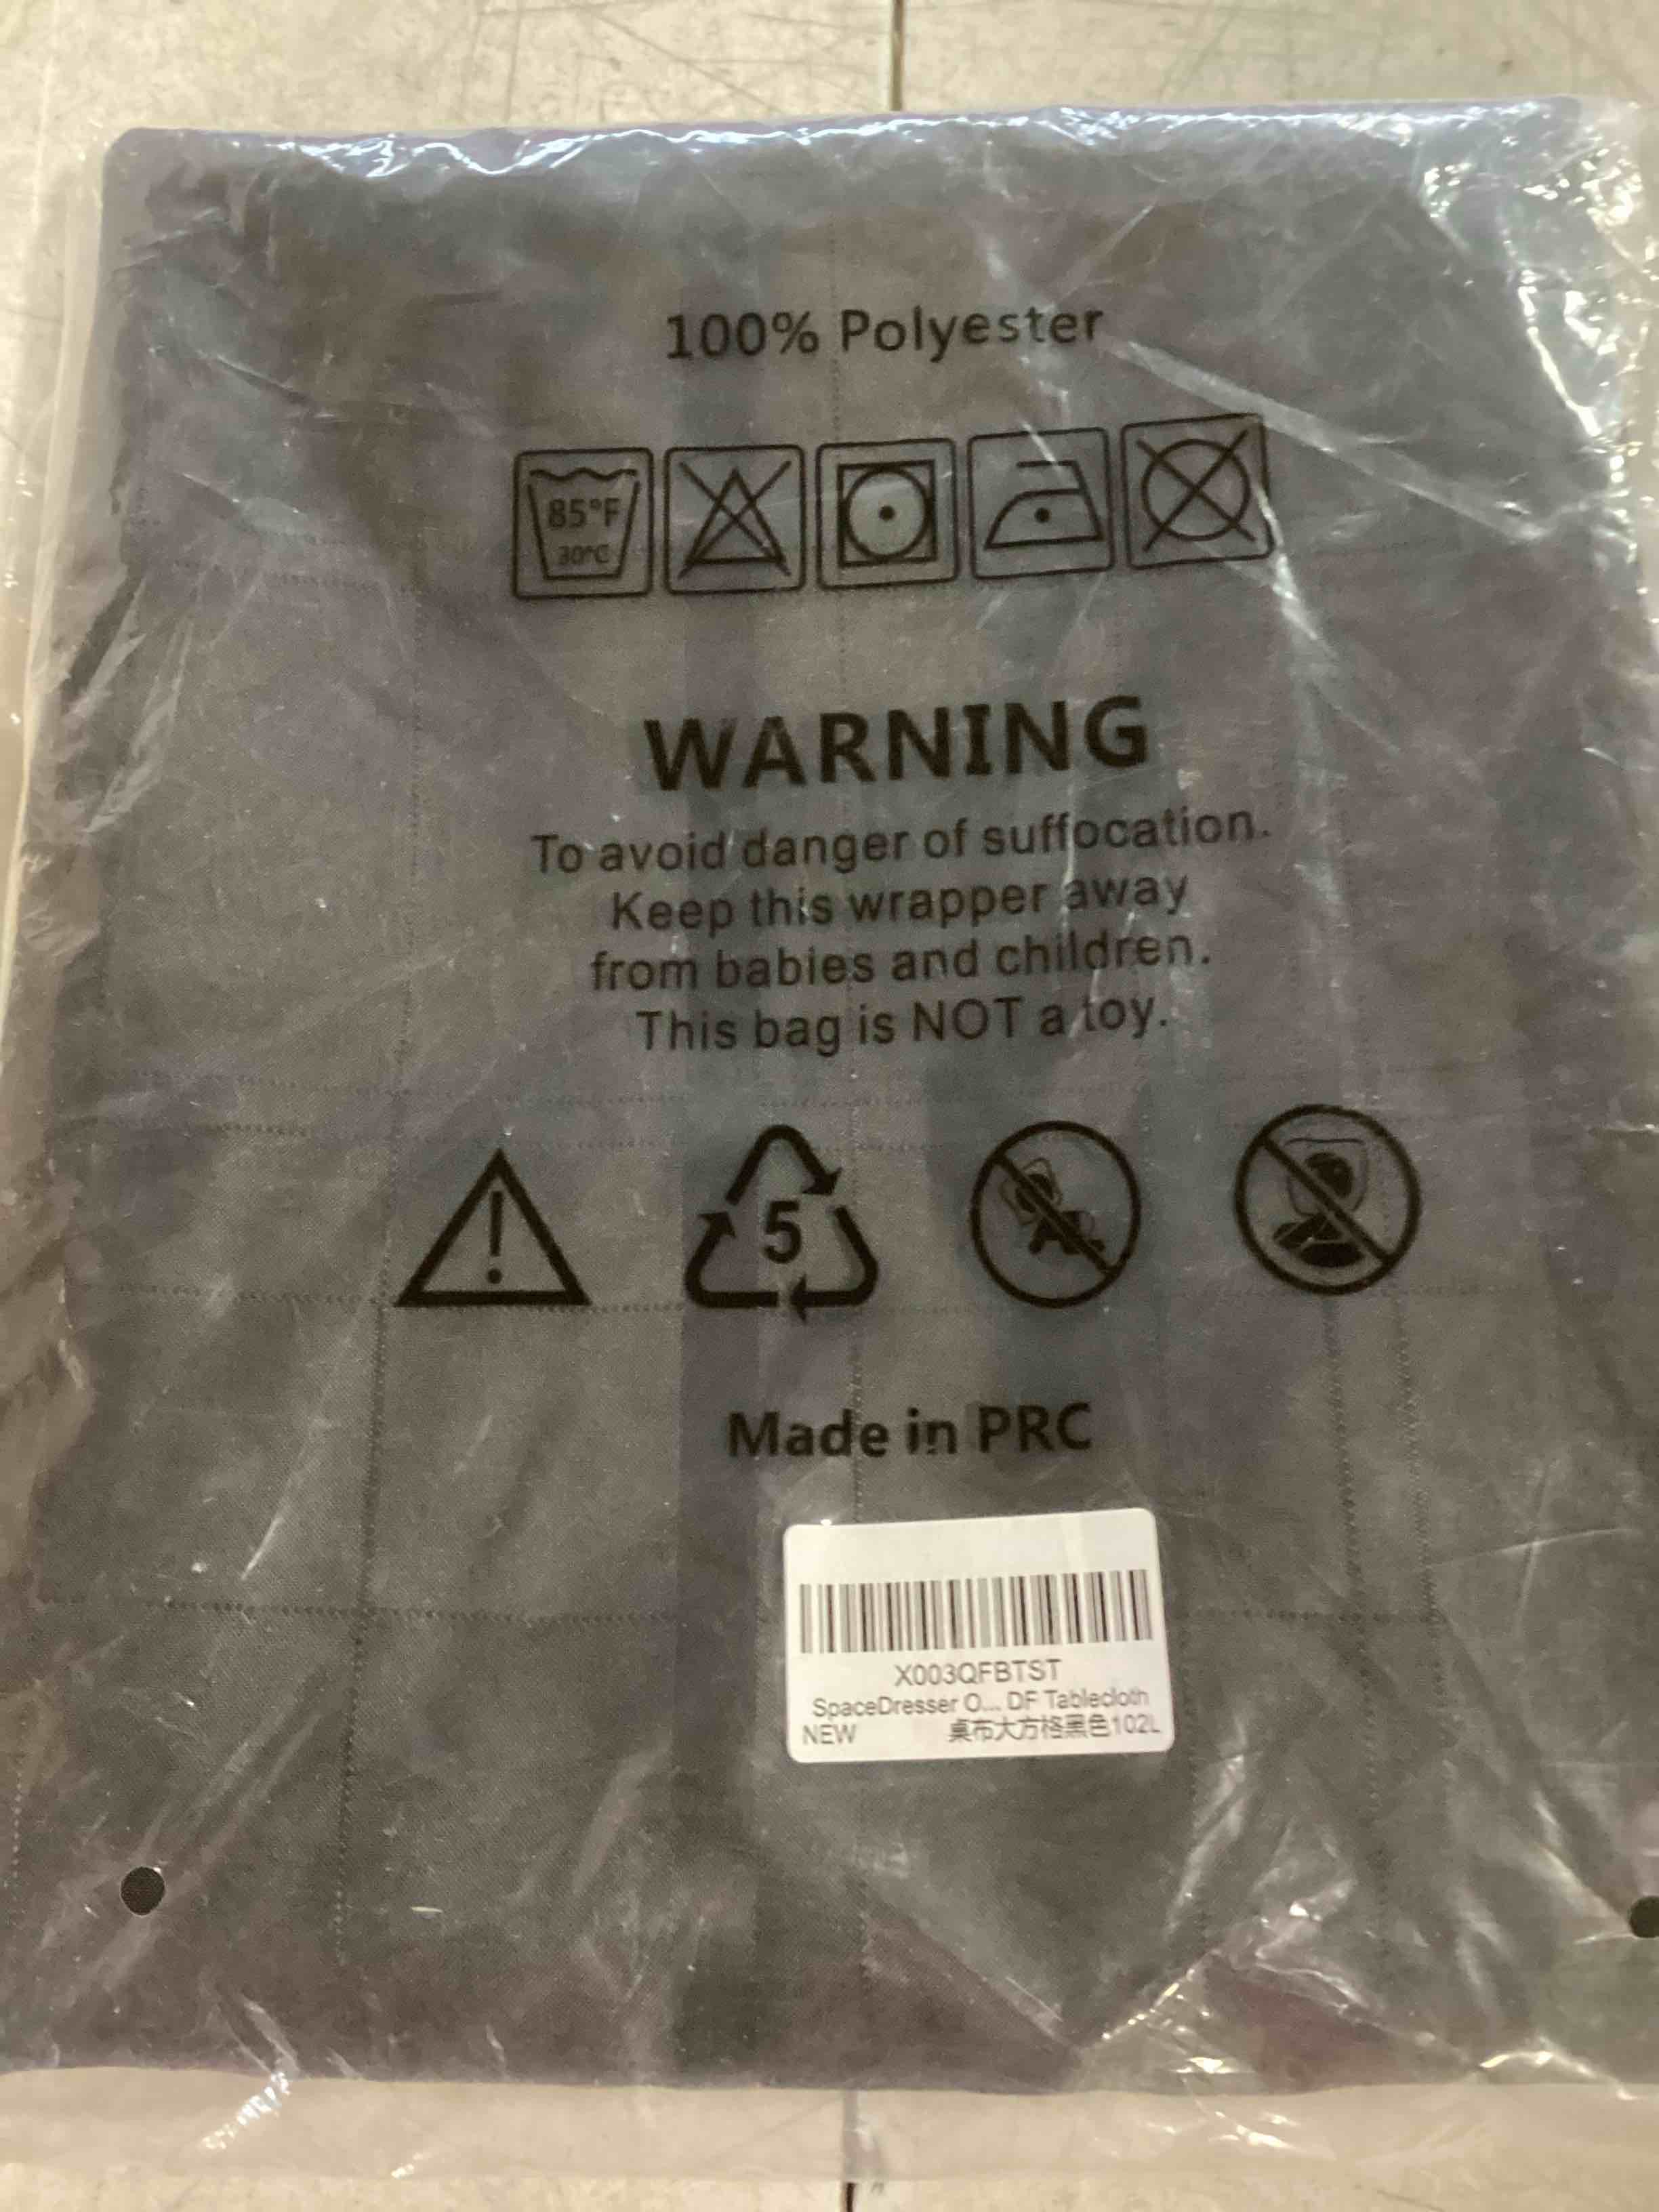 100% Polyester
85°F
30°C
WARNING
To avoid danger of suffocation.
Keep this wrapper away
from babies and children.
This bag is NOT a toy.
5
Made in PRC
X003QFBTST
SpaceDresser O... DF Tablecloth
NEW 桌布大方格黑色102L